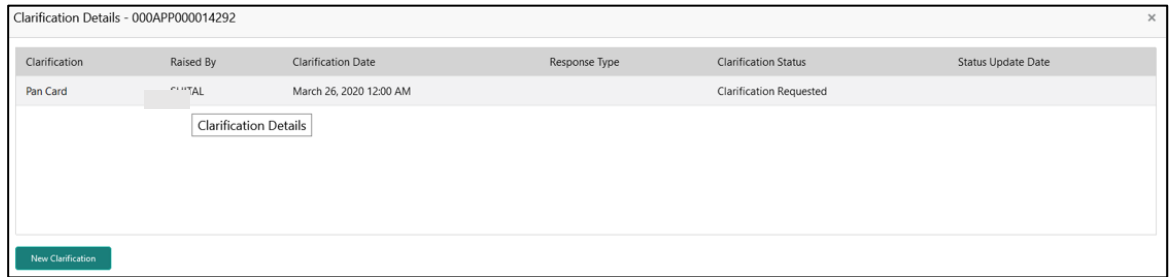 Clarification Details - 000APP000014292 ×
Clarification Raised By Clarification Date Response Type Clarification Status Status Update Date
Pan Card March 26, 2020 12:00 AM Clarification Requested
Clarification Details
New Clarification